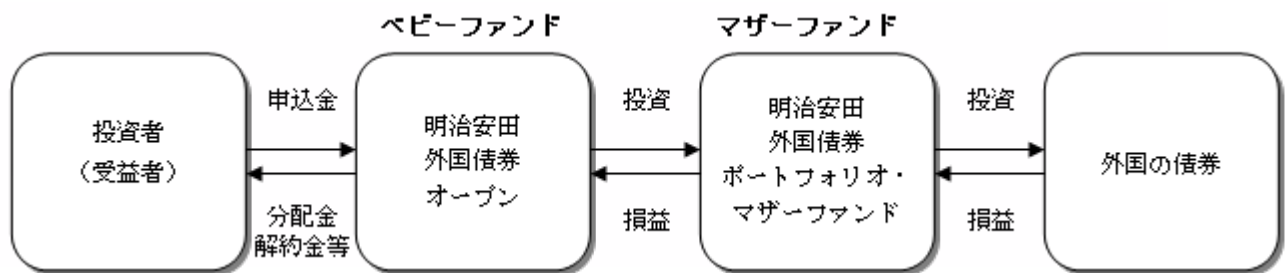 ベビーファンド
マザーファンド
投資者
（受益者）
申込金
分配金
解約金等
明治安田
外国債券
オープン
投資
損益
明治安田
外国債券
ポートフォリオ・
マザーファンド
投資
損益
外国の債券